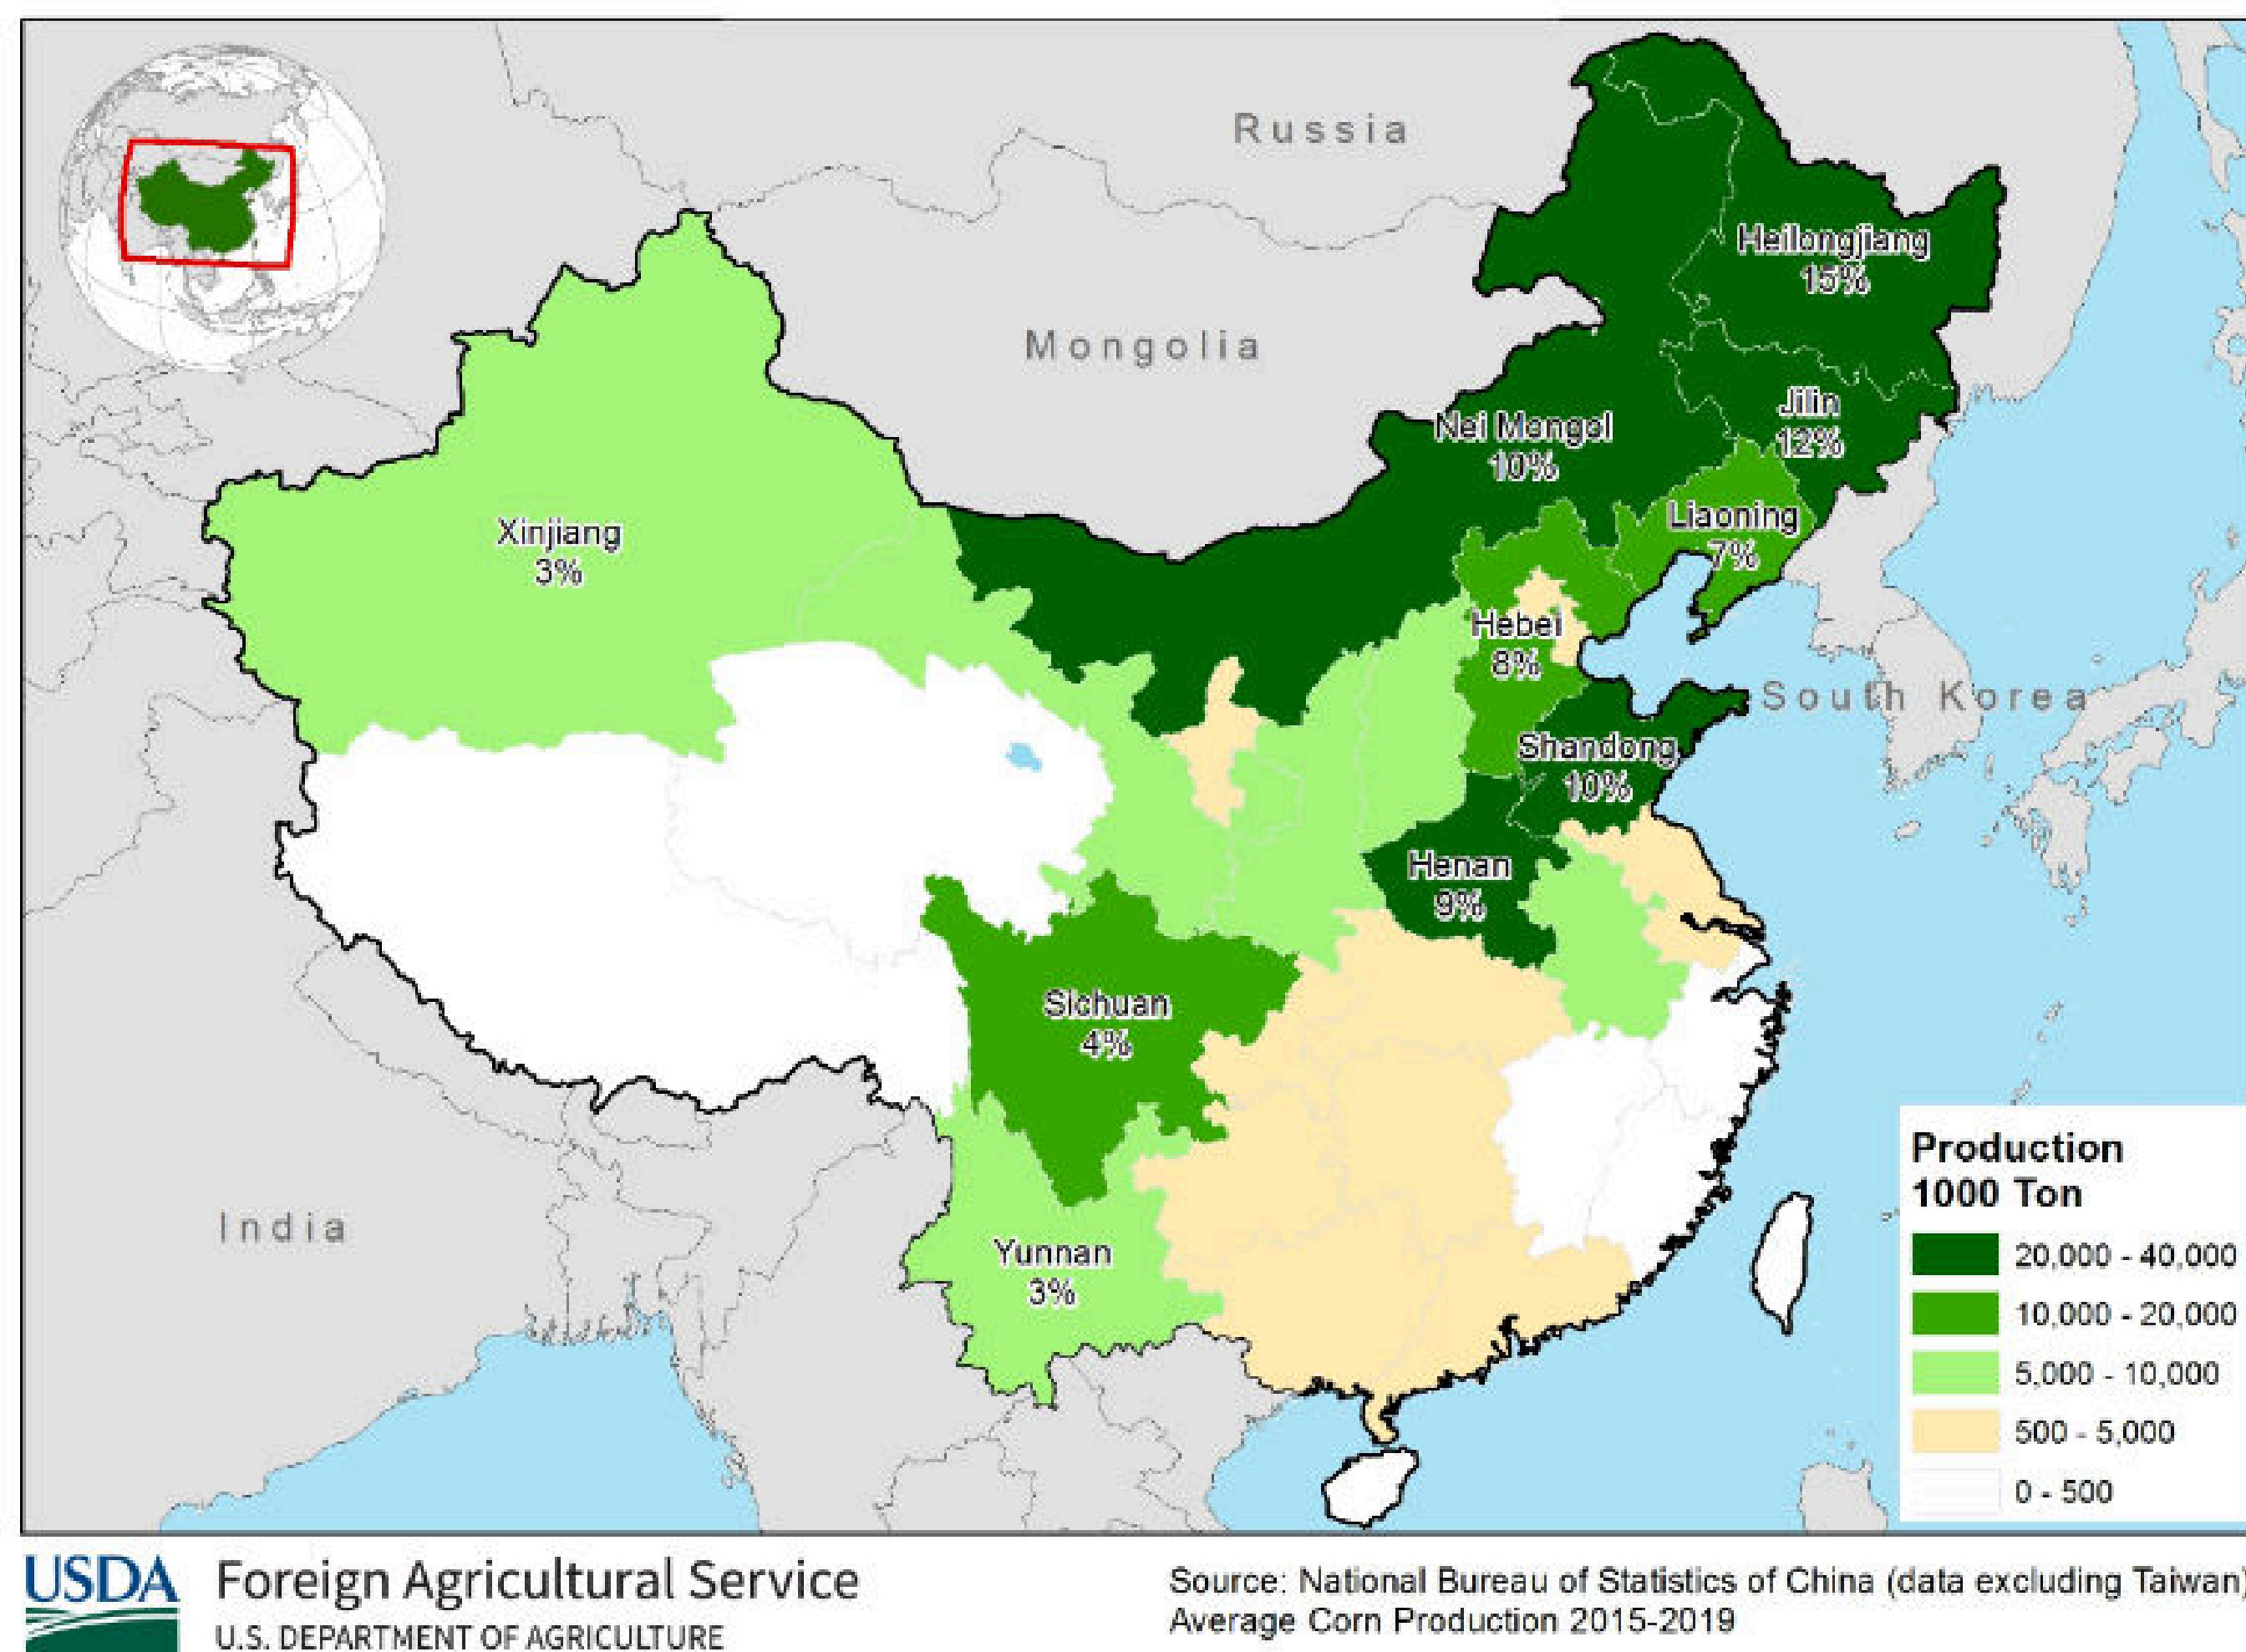 Russia
Heilongjiang
15%
Mongolia
Jilin
12%
Nei Mongol
10%
Liaoning
7%
Xinjiang
3%
Hebei
8%
South Korea
Shandong
10%
Henan
9%
Sichuan
4%
India
Yunnan
3%
Production
1000 Ton
20,000 - 40,000
10,000 - 20,000
5,000 - 10,000
500 - 5,000
0 - 500
USDA
Foreign Agricultural Service
U.S. DEPARTMENT OF AGRICULTURE
Source: National Bureau of Statistics of China (data excluding Taiwan)
Average Corn Production 2015-2019